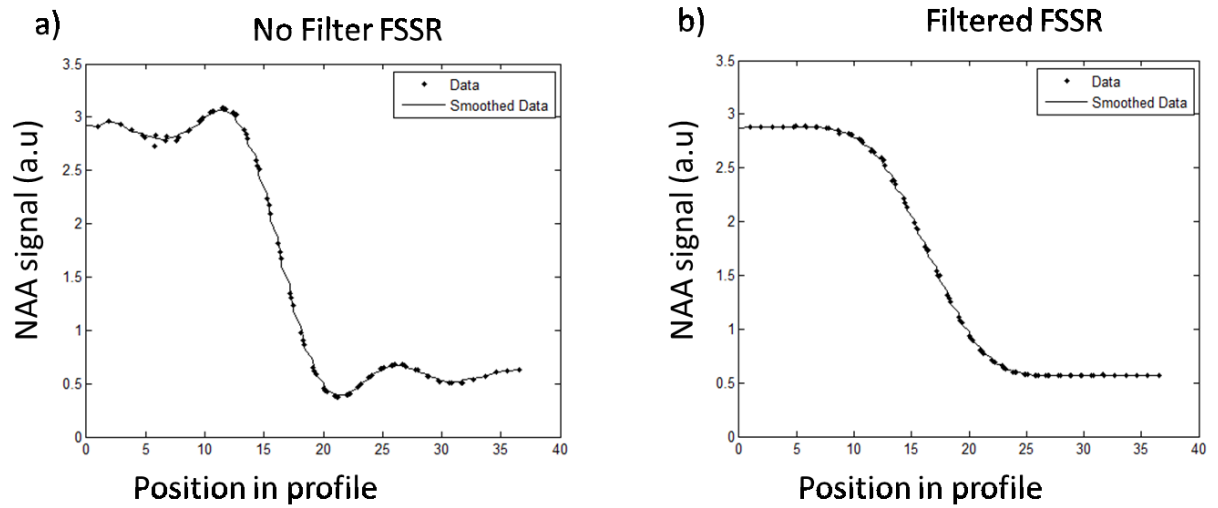 a)
No Filter FSSR
NAA signal (a.u)
3.5
3
2.5
2
1.5
1
0.5
0
0 5 10 15 20 25 30 35 40
Data
Smoothed Data
Position in profile
b)
Filtered FSSR
NAA signal (a.u)
3.5
3
2.5
2
1.5
1
0.5
0
0 5 10 15 20 25 30 35 40
Data
Smoothed Data
Position in profile